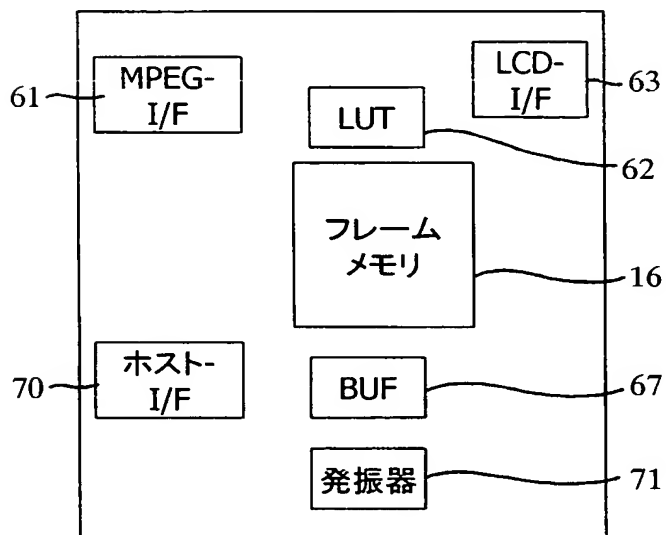 61
MPEG-
I/F
LCD-
I/F
63
LUT
62
フレーム
メモリ
16
70
ホスト-
I/F
BUF
67
発振器
71